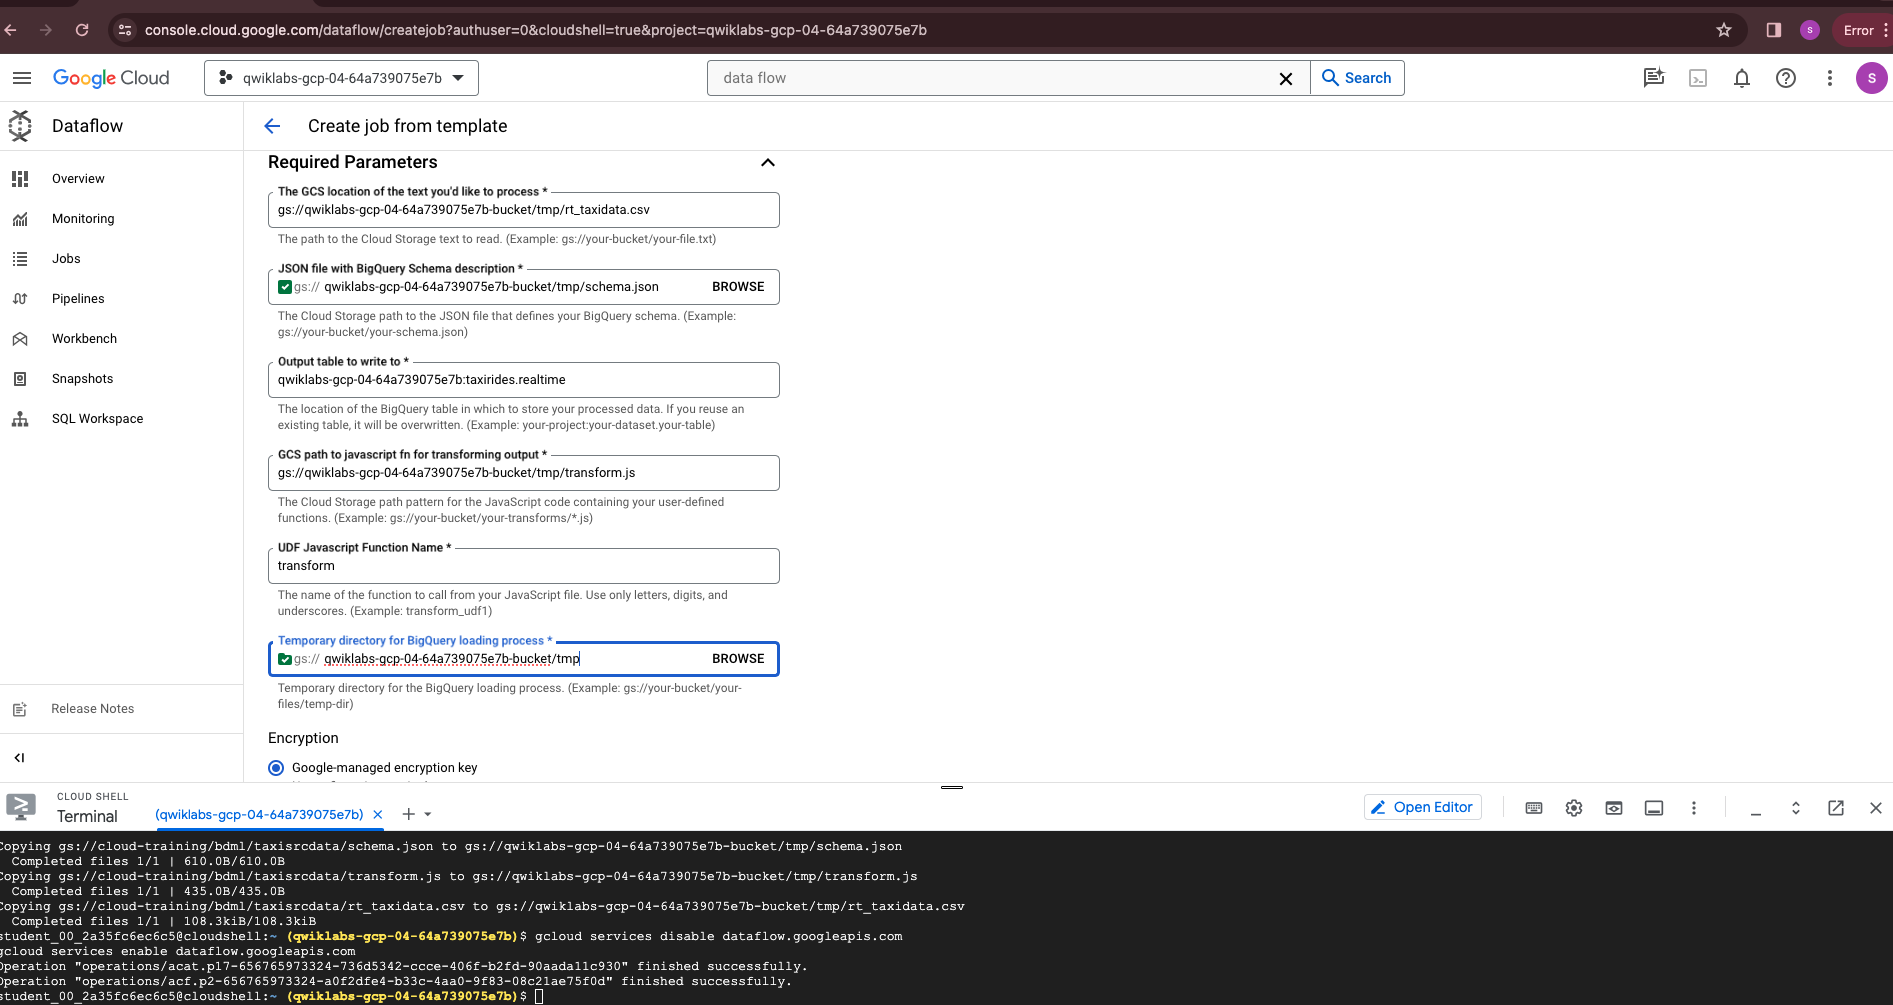 console.cloud.google.com/dataflow/createjob?authuser=0&cloudshell=true&project=qwiklabs-gcp-04-64a739075e7b
S
Error
Google Cloud
qwiklabs-gcp-04-64a739075e7b
data flow
Search
S
Dataflow
Create job from template
Overview
Monitoring
Jobs
Pipelines
Workbench
Snapshots
SQL Workspace
Release Notes
Required Parameters
The GCS location of the text you'd like to process *
gs://qwiklabs-gcp-04-64a739075e7b-bucket/tmp/rt_taxidata.csv
The path to the Cloud Storage text to read. (Example: gs://your-bucket/your-file.txt)
JSON file with BigQuery Schema description *
gs:// qwiklabs-gcp-04-64a739075e7b-bucket/tmp/schema.json BROWSE
The Cloud Storage path to the JSON file that defines your BigQuery schema. (Example:
gs://your-bucket/your-schema.json)
Output table to write to *
qwiklabs-gcp-04-64a739075e7b:taxirides.realtime
The location of the BigQuery table in which to store your processed data. If you reuse an
existing table, it will be overwritten. (Example: your-project:your-dataset.your-table)
GCS path to javascript fn for transforming output *
gs://qwiklabs-gcp-04-64a739075e7b-bucket/tmp/transform.js
The Cloud Storage path pattern for the JavaScript code containing your user-defined
functions. (Example: gs://your-bucket/your-transforms/*.js)
UDF Javascript Function Name *
transform
The name of the function to call from your JavaScript file. Use only letters, digits, and
underscores. (Example: transform_udf1)
Temporary directory for BigQuery loading process *
gs:// qwiklabs-gcp-04-64a739075e7b-bucket/tmp BROWSE
Temporary directory for the BigQuery loading process. (Example: gs://your-bucket/your-
files/temp-dir)
Encryption
Google-managed encryption key
CLOUD SHELL
Terminal
(qwiklabs-gcp-04-64a739075e7b)
Open Editor
Copying gs://cloud-training/bdml/taxisrcdata/schema.json to gs://qwiklabs-gcp-04-64a739075e7b-bucket/tmp/schema.json
Completed files 1/1 | 610.0B/610.0B
Copying gs://cloud-training/bdml/taxisrcdata/transform.js to gs://qwiklabs-gcp-04-64a739075e7b-bucket/tmp/transform.js
Completed files 1/1 | 435.0B/435.0B
Copying gs://cloud-training/bdml/taxisrcdata/rt_taxidata.csv to gs://qwiklabs-gcp-04-64a739075e7b-bucket/tmp/rt_taxidata.csv
Completed files 1/1 | 108.3kiB/108.3kiB
student_00_2a35fc6ec6c5@cloudshell:~ (qwiklabs-gcp-04-64a739075e7b)$ gcloud services disable dataflow.googleapis.com
gcloud services enable dataflow.googleapis.com
Operation "operations/acat.p17-656765973324-736d5342-ccce-406f-b2fd-90aada11c930" finished successfully.
Operation "operations/acf.p2-656765973324-a0f2dfe4-b33c-4aa0-9f83-08c21ae75f0d" finished successfully.
student_00_2a35fc6ec6c5@cloudshell:~ (qwiklabs-gcp-04-64a739075e7b)$